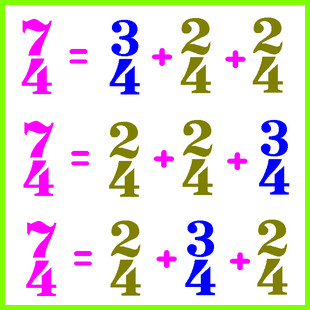 7/4 = 3/4 + 2/4 + 2/4
7/4 = 2/4 + 2/4 + 3/4
7/4 = 2/4 + 3/4 + 2/4